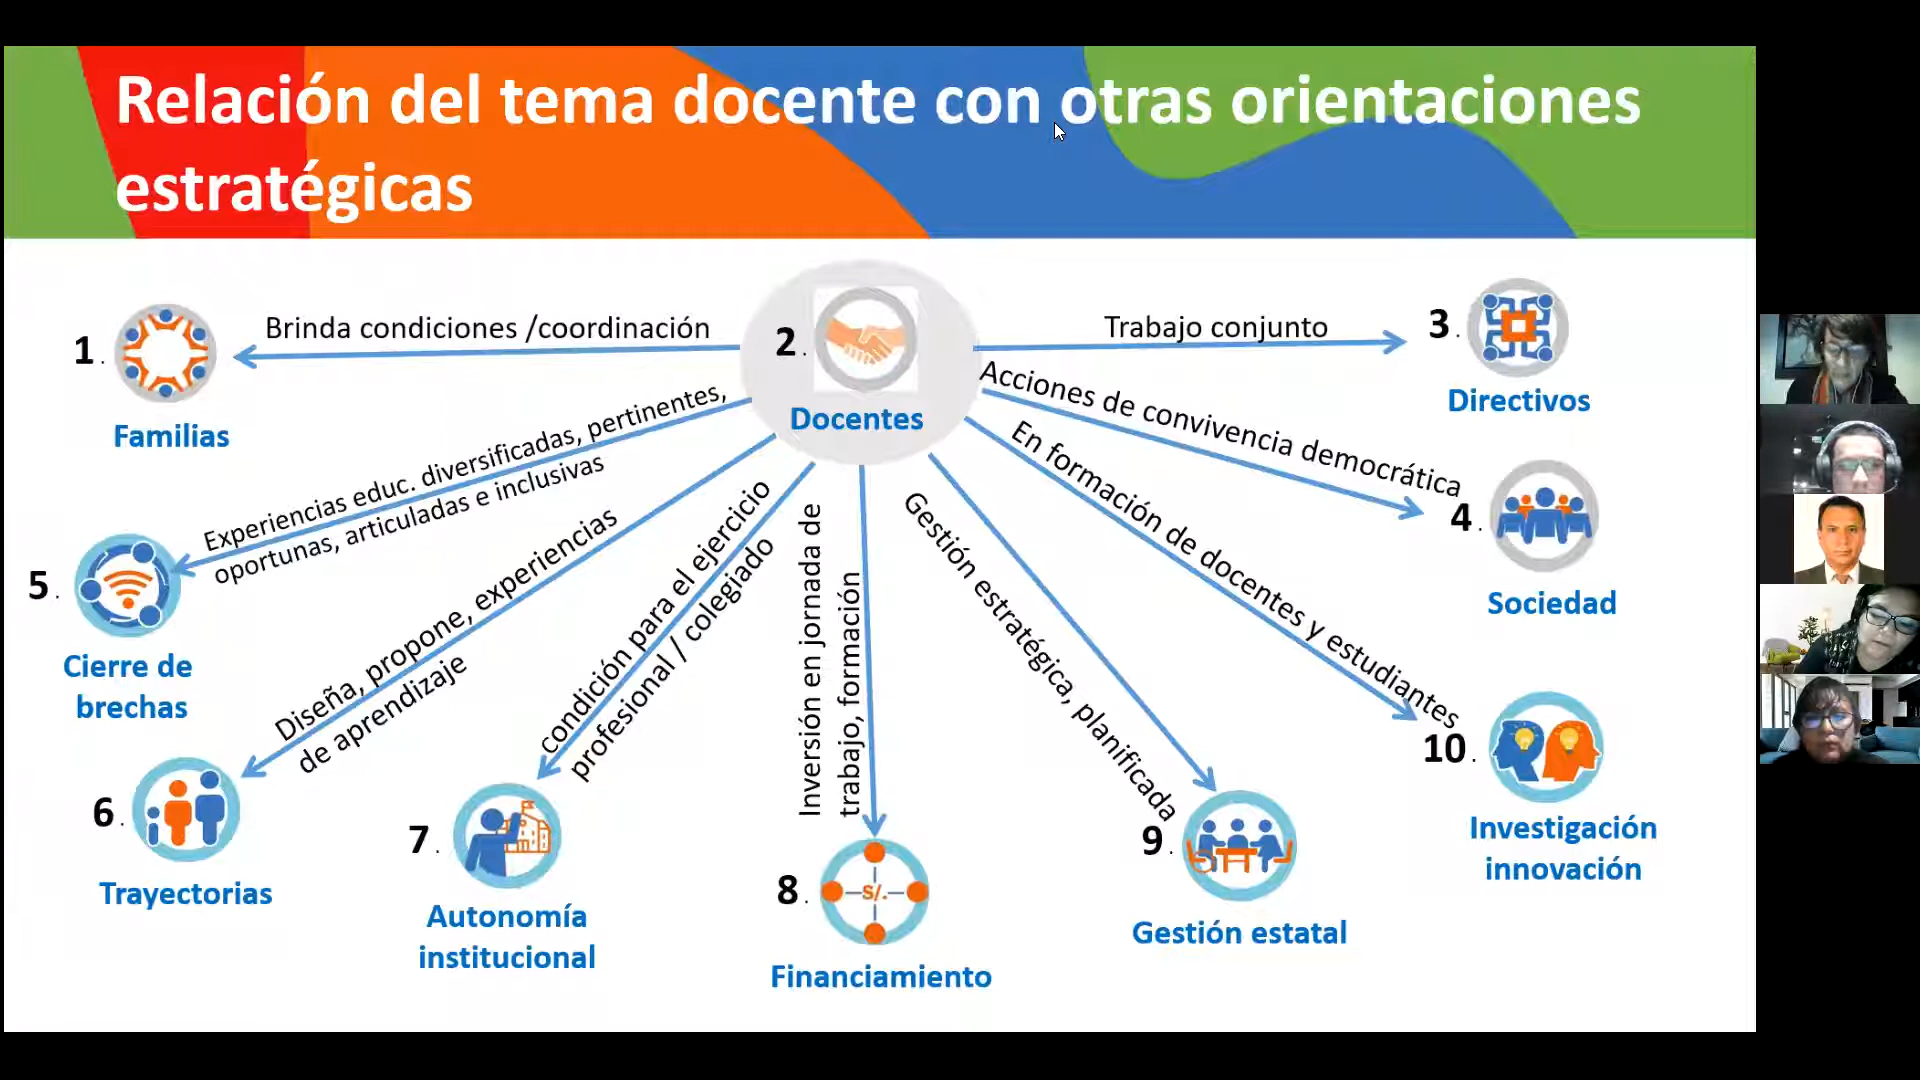 Relación del tema docente con otras orientaciones
estratégicas
1.
Familias
Brinda condiciones /coordinación
2.
Docentes
Trabajo conjunto
3.
Directivos
Acciones de convivencia democrática
4.
Sociedad
Experiencias educ. diversificadas, pertinentes,
oportunas, articuladas e inclusivas
5.
Cierre de
brechas
Diseña, propone, experiencias
de aprendizaje
6.
Trayectorias
condición para el ejercicio
profesional / colegiado
7.
Autonomía
institucional
Inversión en jornada de
trabajo, formación
8.
S/.
Financiamiento
Gestión estratégica, planificada
9.
Gestión estatal
En formación de docentes y estudiantes
10.
Investigación
innovación